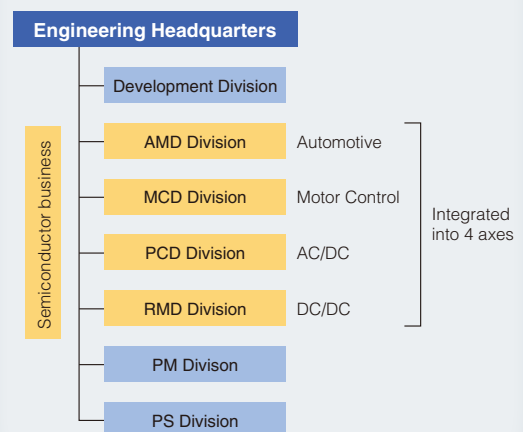 Engineering Headquarters
Development Division
Semiconductor business
AMD Division Automotive
MCD Division Motor Control
PCD Division AC/DC
RMD Division DC/DC
Integrated
into 4 axes
PM Divison
PS Division